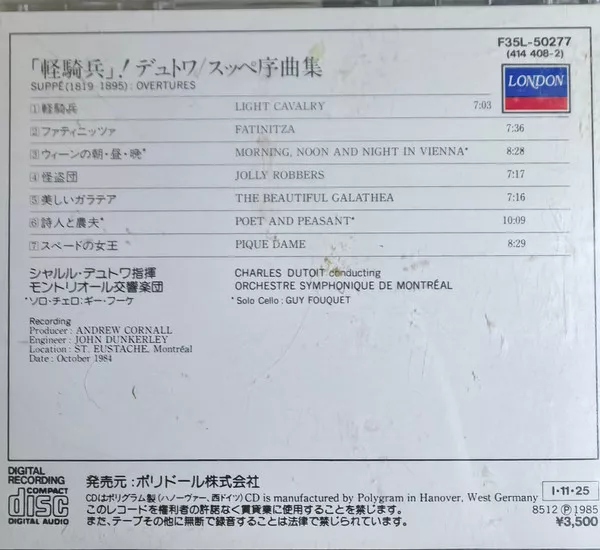 F35L-50277
(414 408-2)
「軽騎兵」！デュトワ/スッペ序曲集
SUPPÉ(1819 1895): OVERTURES
LONDON
1 軽騎兵 LIGHT CAVALRY 7:03
2 ファティニッツァ FATINITZA 7:36
3 ウィーンの朝・昼・晩* MORNING, NOON AND NIGHT IN VIENNA* 8:28
4 怪盗団 JOLLY ROBBERS 7:17
5 美しいガラテア THE BEAUTIFUL GALATHEA 7:16
6 詩人と農夫* POET AND PEASANT* 10:09
7 スペードの女王 PIQUE DAME 8:29
シャルル・デュトワ指揮 CHARLES DUTOIT conducting
モントリオール交響楽団 ORCHESTRE SYMPHONIQUE DE MONTRÉAL
*ソロ・チェロ:ギー・フーケ *Solo Cello : GUY FOUQUET
Recording
Producer : ANDREW CORNALL
Engineer : JOHN DUNKERLEY
Location : ST. EUSTACHE, Montréal
Date : October 1984
DIGITAL
RECORDING
COMPACT
disc
DIGITAL AUDIO
発売元：ポリドール株式会社
CDはポリグラム製(ハノーヴァー、西ドイツ) CD is manufactured by Polygram in Hanover, West Germany
このレコードを権利者の許諾なく賃貸業に使用することを禁じます。
また、テープその他に無断で録音することは法律で禁じられています。
I・11・25
8512 Ⓟ 1985
¥3,500